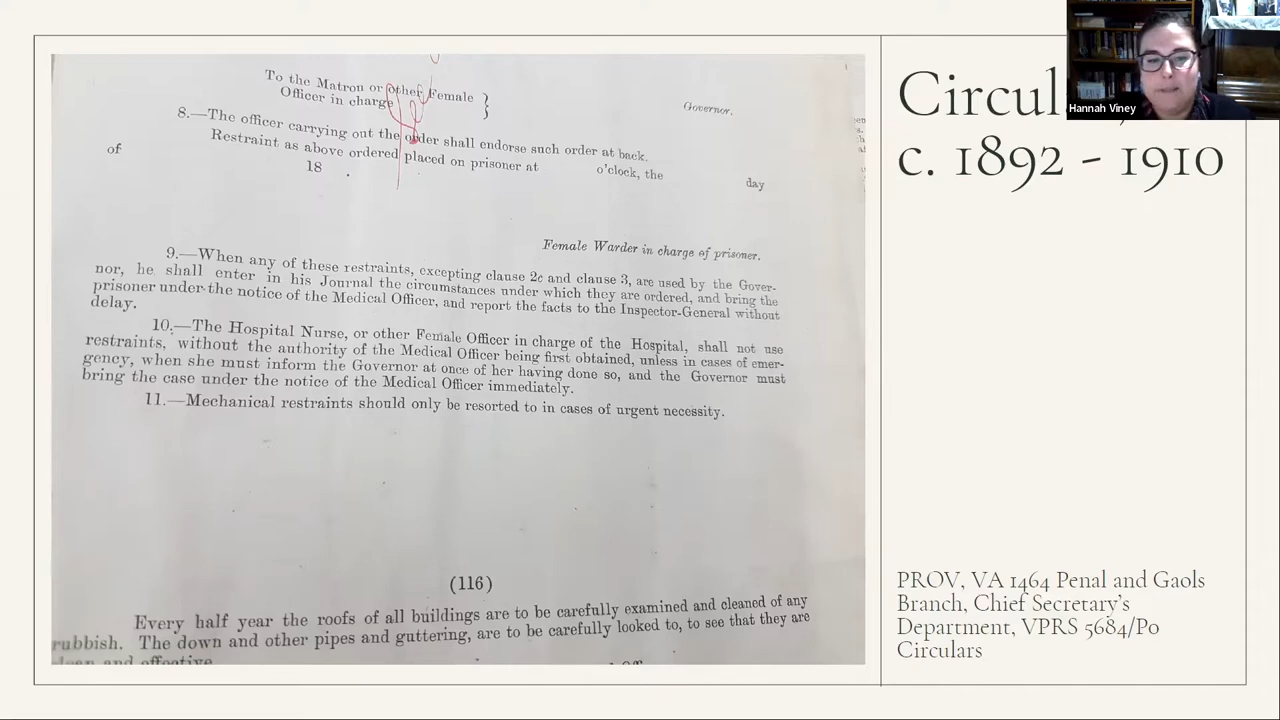 To the Matron or other Female
Officer in charge
}
Governor.
8.—The officer carrying out the order shall endorse such order at back.
Restraint as above ordered placed on prisoner at o'clock, the day
of 18 .
Female Warder in charge of prisoner.
9.—When any of these restraints, excepting clause 2c and clause 3, are used by the Gover-
nor, he shall enter in his Journal the circumstances under which they are ordered, and bring the
prisoner under the notice of the Medical Officer, and report the facts to the Inspector-General without
delay.
10.—The Hospital Nurse, or other Female Officer in charge of the Hospital, shall not use
restraints, without the authority of the Medical Officer being first obtained, unless in cases of emer-
gency, when she must inform the Governor at once of her having done so, and the Governor must
bring the case under the notice of the Medical Officer immediately.
11.—Mechanical restraints should only be resorted to in cases of urgent necessity.
(116)
Every half year the roofs of all buildings are to be carefully examined and cleaned of any
rubbish. The down and other pipes and guttering, are to be carefully looked to, to see that they are
clean and effective
Hannah Viney
c. 1892 - 1910
PROV, VA 1464 Penal and Gaols
Branch, Chief Secretary's
Department, VPRS 5684/P0
Circulars